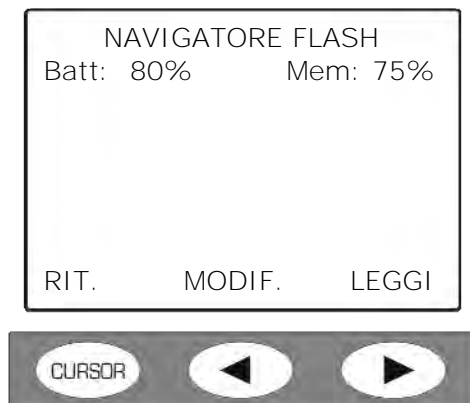 NAVIGATORE FLASH
Batt: 80% Mem: 75%
RIT. MODIF. LEGGI
CURSOR